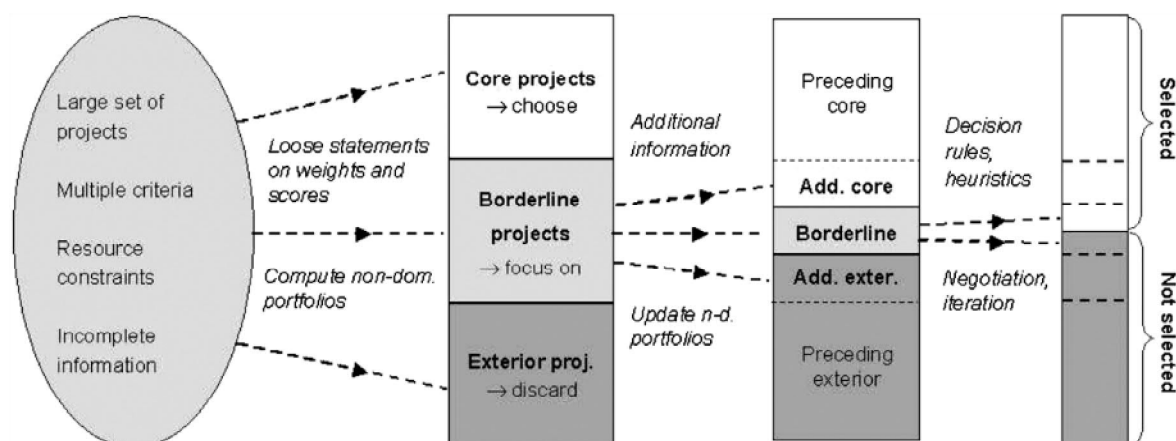 Large set of
projects
Multiple criteria
Resource
constraints
Incomplete
information
Loose statements
on weights and
scores
Compute non-dom.
portfolios
Core projects
→ choose
Borderline
projects
→ focus on
Exterior proj.
→ discard
Additional
information
Update n-d.
portfolios
Preceding
core
Add. core
Borderline
Add. exter.
Preceding
exterior
Decision
rules,
heuristics
Negotiation,
iteration
Selected
Not selected